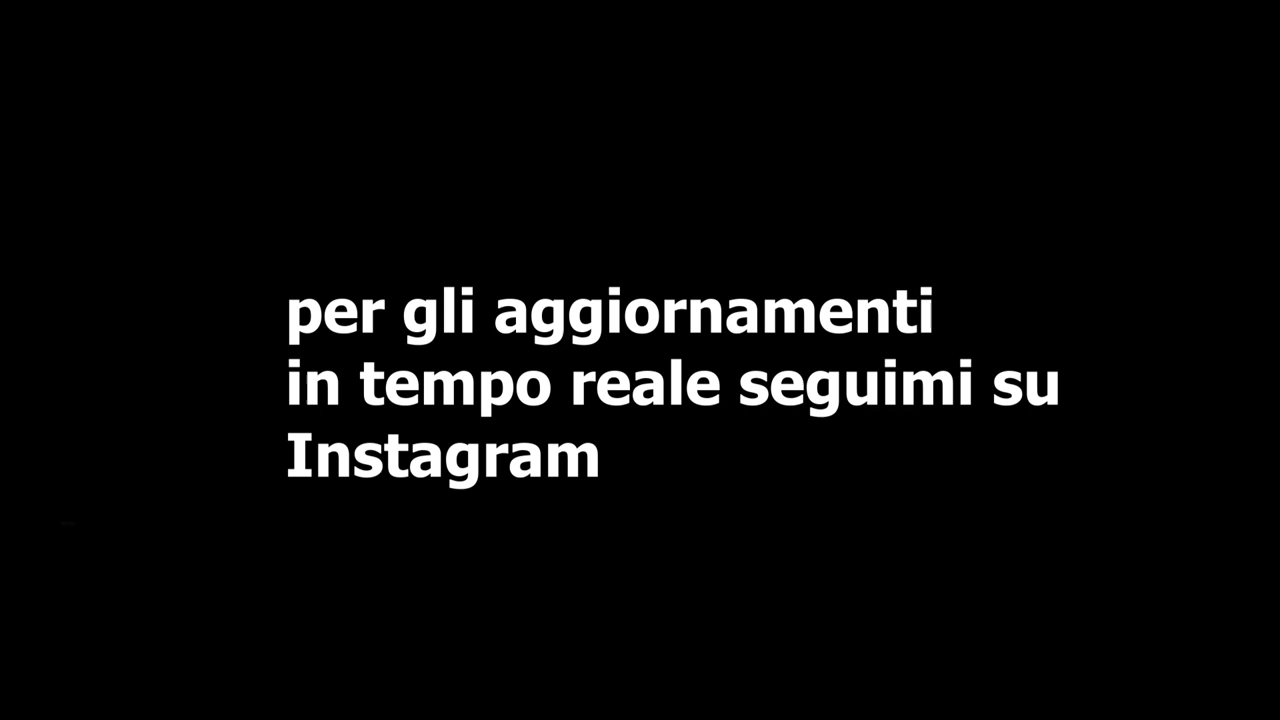 per gli aggiornamenti
in tempo reale seguimi su
Instagram